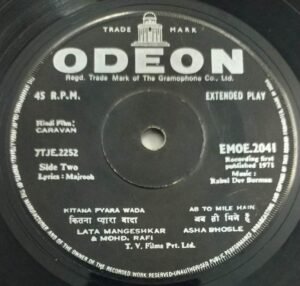 TRADE MARK
ODEON
Regd. Trade Mark of The Gramophone Co., Ltd.
45 R.P.M. EXTENDED PLAY
Hindi Film:
CARAVAN
7TJE.2252
Side Two
Lyrics: Majrooh
EMOE.2041
Recording first
published 1971
Music :
Rahul Dev Burman
KITANA PYARA WADA
कितना प्यारा वादा
LATA MANGESHKAR
& MOHD. RAFI
AB TO MILE HAIN
अब तो मिले हैं
ASHA BHOSLE
T. V. Films Pvt. Ltd.